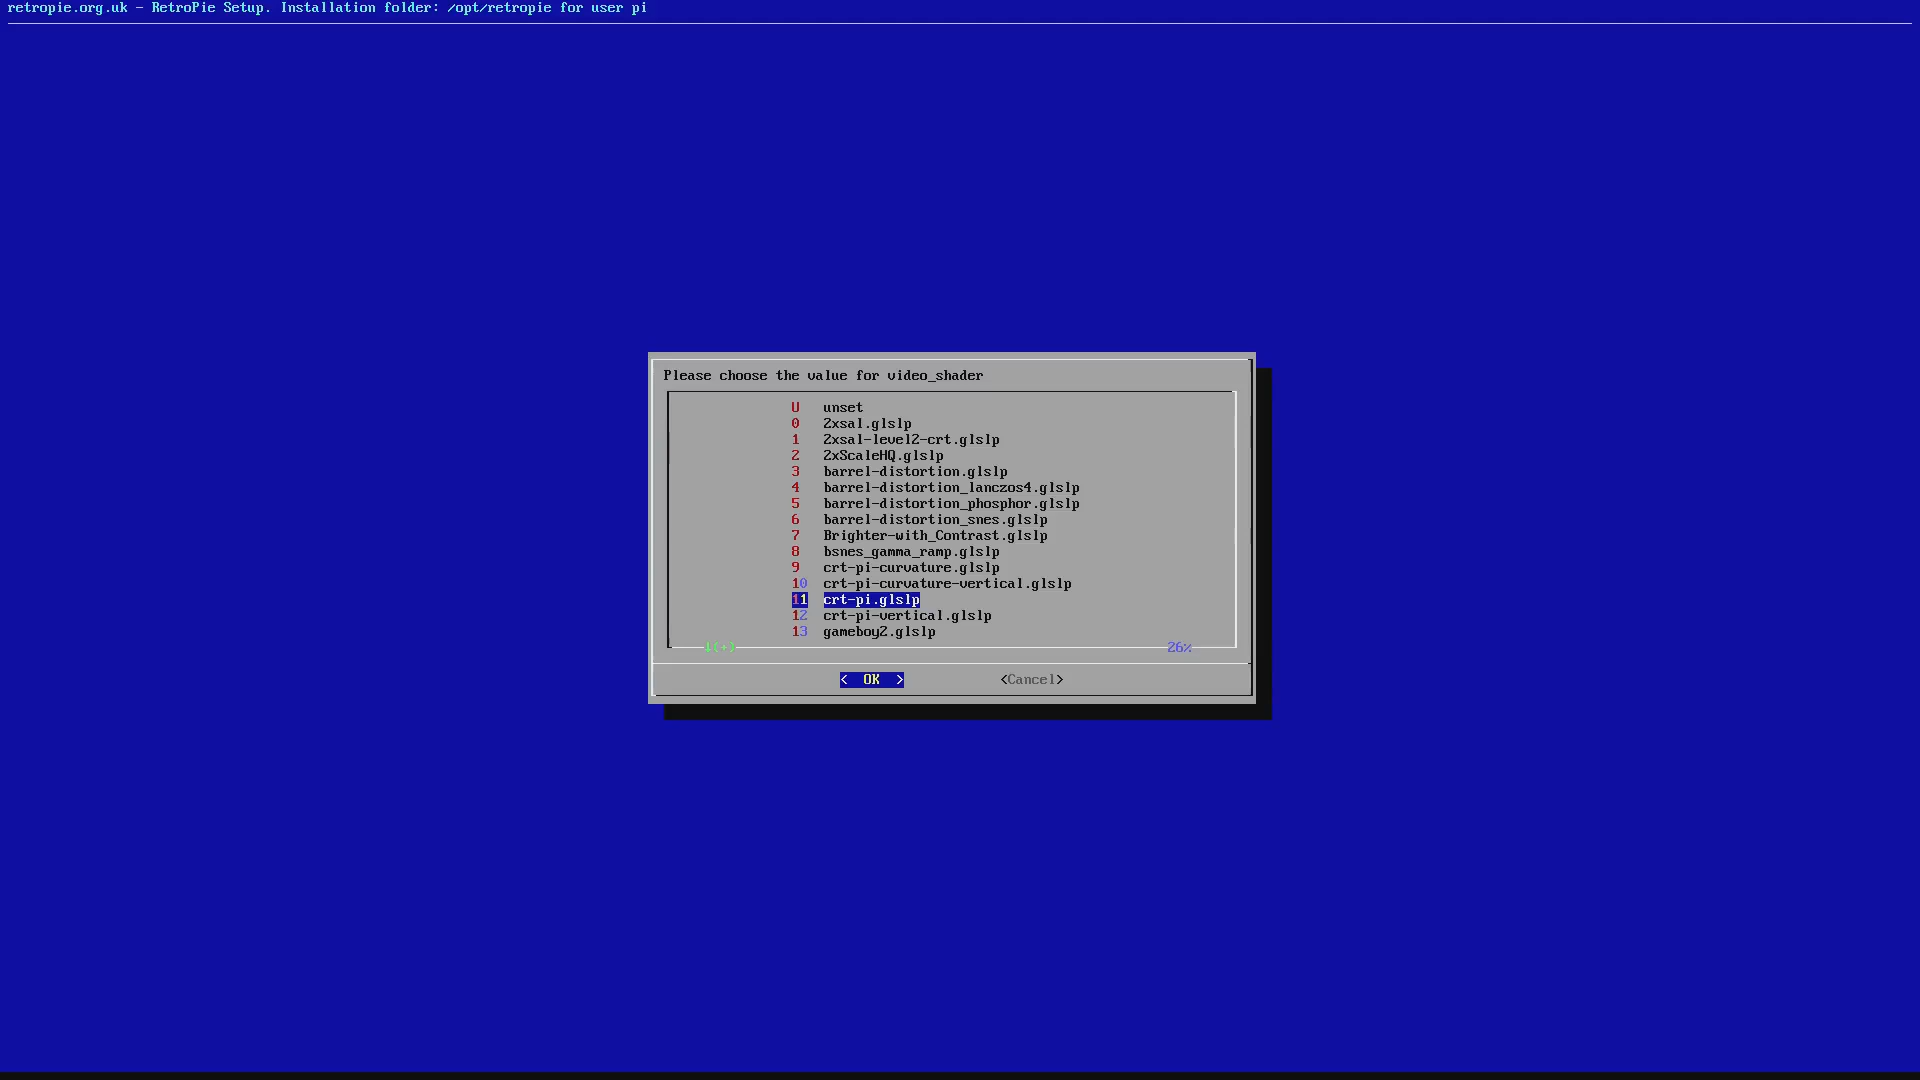 retropie.org.uk - RetroPie Setup. Installation folder: /opt/retropie for user pi
Please choose the value for video_shader
U unset
0 2xsal.glslp
1 2xsal-level2-crt.glslp
2 2xScaleHQ.glslp
3 barrel-distortion.glslp
4 barrel-distortion_lanczos4.glslp
5 barrel-distortion_phosphor.glslp
6 barrel-distortion_snes.glslp
7 Brighter-with_Contrast.glslp
8 bsnes_gamma_ramp.glslp
9 crt-pi-curvature.glslp
10 crt-pi-curvature-vertical.glslp
11 crt-pi.glslp
12 crt-pi-vertical.glslp
13 gameboy2.glslp
↓(+) 26%
< OK > <Cancel>